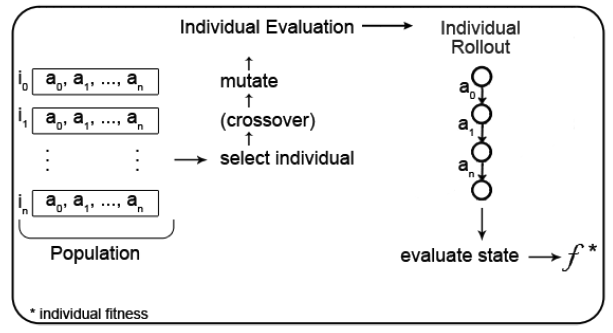 Individual Evaluation
Individual
Rollout
i0 a0, a1, ..., an
i1 a0, a1, ..., an
in a0, a1, ..., an
Population
select individual
(crossover)
mutate
a0
a1
an
evaluate state
f *
* individual fitness